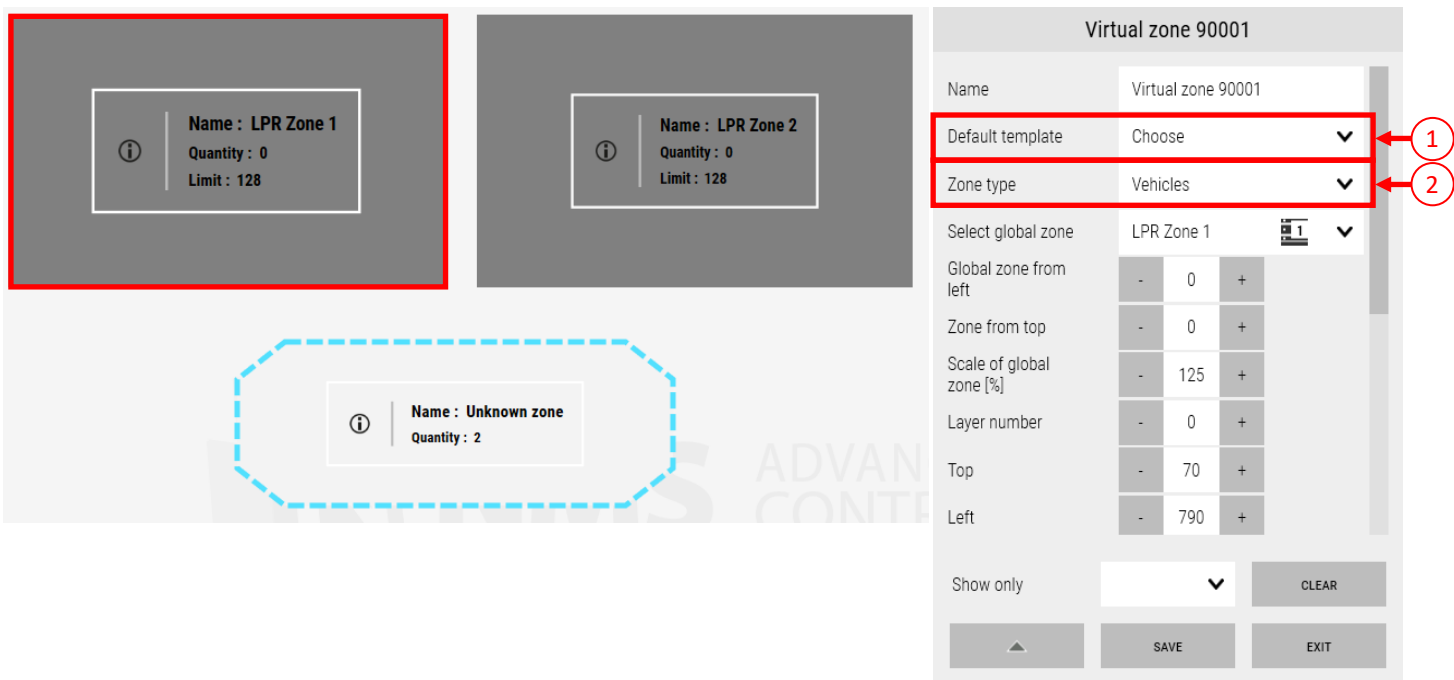 Name : LPR Zone 1
Quantity : 0
Limit : 128
Name : LPR Zone 2
Quantity : 0
Limit : 128
Name : Unknown zone
Quantity : 2
ADVAN
CONTR
Virtual zone 90001
Name Virtual zone 90001
Default template Choose 1
Zone type Vehicles 2
Select global zone LPR Zone 1 1
Global zone from
left - 0 +
Zone from top - 0 +
Scale of global
zone [%] - 125 +
Layer number - 0 +
Top - 70 +
Left - 790 +
Show only CLEAR
SAVE EXIT